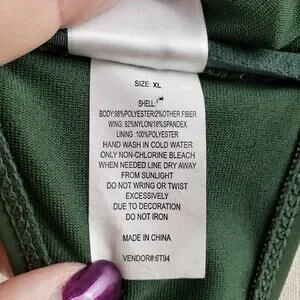 SIZE: XL
SHELL:
BODY:98%POLYESTER/2%OTHER FIBER
WING: 82%NYLON/18%SPANDEX
LINING :100%POLYESTER
HAND WASH IN COLD WATER
ONLY NON-CHLORINE BLEACH
WHEN NEEDED LINE DRY AWAY
FROM SUNLIGHT
DO NOT WRING OR TWIST
EXCESSIVELY
DUE TO DECORATION
DO NOT IRON
MADE IN CHINA
VENDOR#:6T94